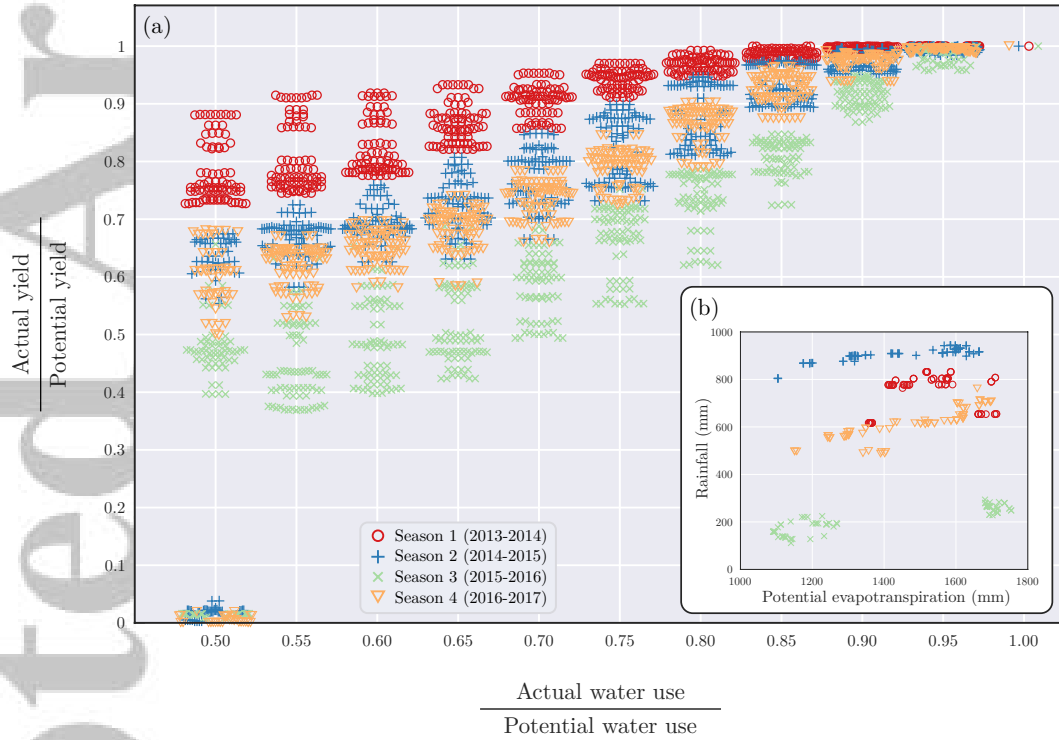 (a)
1
0.9
0.8
0.7
0.6
0.5
0.4
0.3
0.2
0.1
0
Actual yield
Potential yield
Season 1 (2013-2014)
Season 2 (2014-2015)
Season 3 (2015-2016)
Season 4 (2016-2017)
(b)
1000
800
600
400
200
0
Rainfall (mm)
1000 1200 1400 1600 1800
Potential evapotranspiration (mm)
0.50 0.55 0.60 0.65 0.70 0.75 0.80 0.85 0.90 0.95 1.00
Actual water use
Potential water use
ted A r